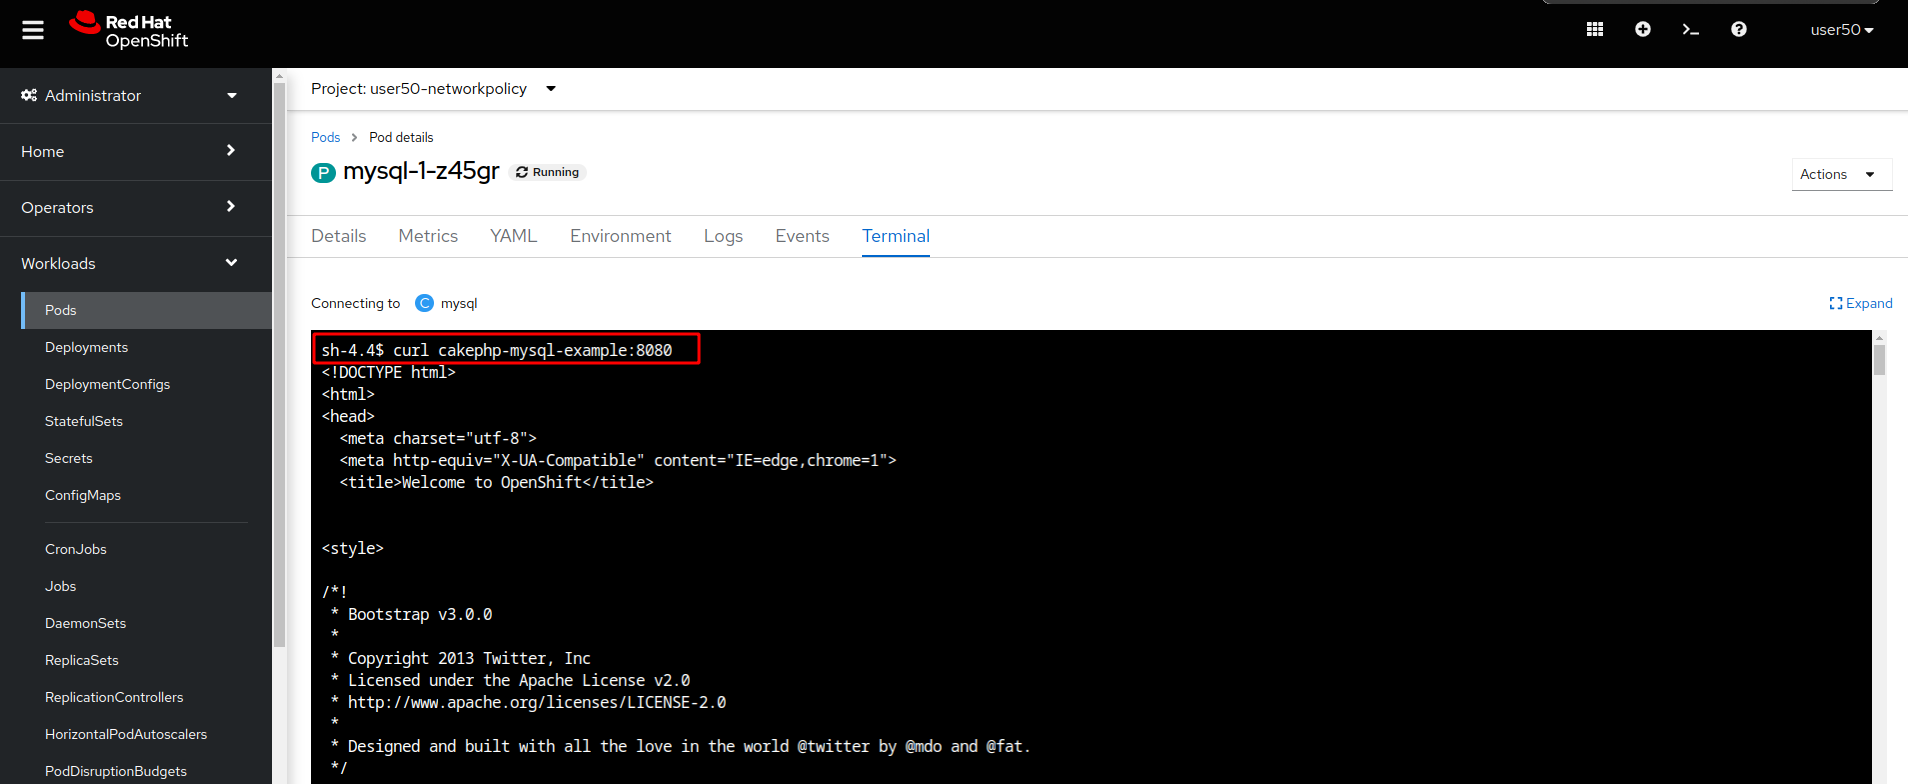 Red Hat
OpenShift
user50
Administrator
Home
Operators
Workloads
Pods
Deployments
DeploymentConfigs
StatefulSets
Secrets
ConfigMaps
CronJobs
Jobs
DaemonSets
ReplicaSets
ReplicationControllers
HorizontalPodAutoscalers
PodDisruptionBudgets
Project: user50-networkpolicy
Pods > Pod details
P mysql-1-z45gr Running
Actions
Details Metrics YAML Environment Logs Events Terminal
Connecting to C mysql
Expand
sh-4.4$ curl cakephp-mysql-example:8080
<!DOCTYPE html>
<html>
<head>
  <meta charset="utf-8">
  <meta http-equiv="X-UA-Compatible" content="IE=edge,chrome=1">
  <title>Welcome to OpenShift</title>
<style>
/*!
 * Bootstrap v3.0.0
 *
 * Copyright 2013 Twitter, Inc
 * Licensed under the Apache License v2.0
 * http://www.apache.org/licenses/LICENSE-2.0
 *
 * Designed and built with all the love in the world @twitter by @mdo and @fat.
 */